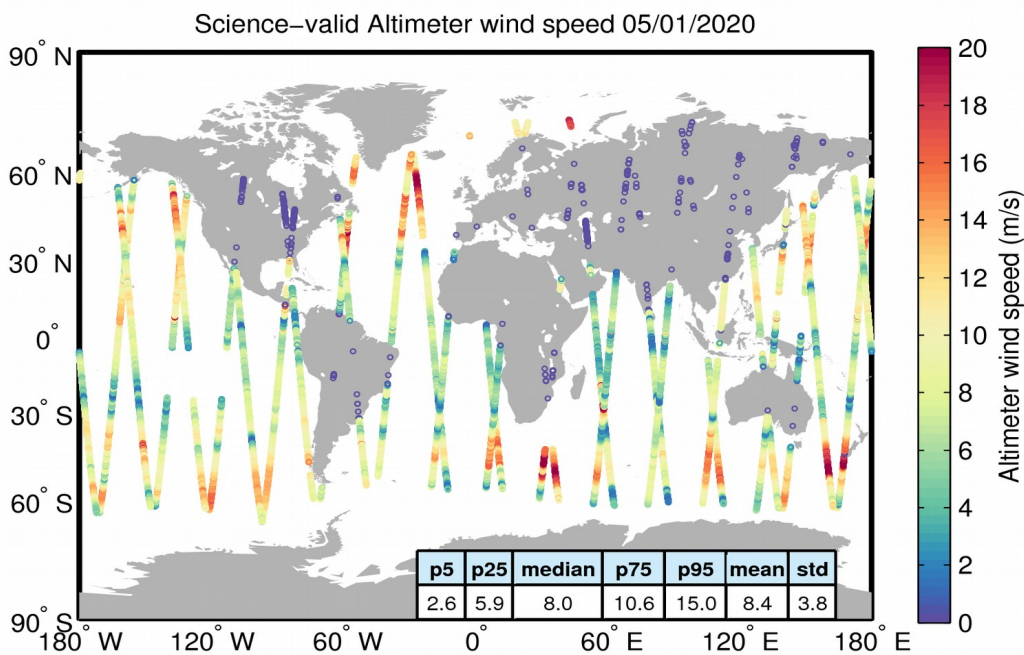 Science−valid Altimeter wind speed 05/01/2020
90° N
60° N
30° N
0°
30° S
60° S
90° S
180° W 120° W 60° W 0° 60° E 120° E 180° E
p5 p25 median p75 p95 mean std
2.6 5.9 8.0 10.6 15.0 8.4 3.8
20
18
16
14
12
10
8
6
4
2
0
Altimeter wind speed (m/s)